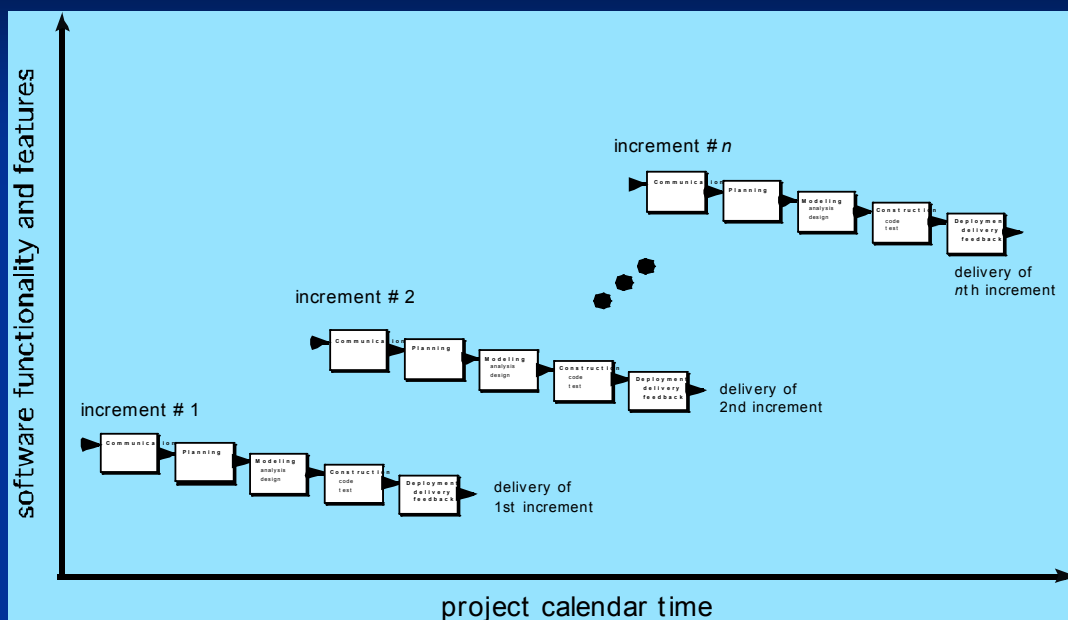 software functionality and features
increment # n
Communication
Planning
Modeling
analysis
design
Construction
code
test
Deployment
delivery
feedback
delivery of
nth increment
increment # 2
Communication
Planning
Modeling
analysis
design
Construction
code
test
Deployment
delivery
feedback
delivery of
2nd increment
increment # 1
Communication
Planning
Modeling
analysis
design
Construction
code
test
Deployment
delivery
feedback
delivery of
1st increment
project calendar time